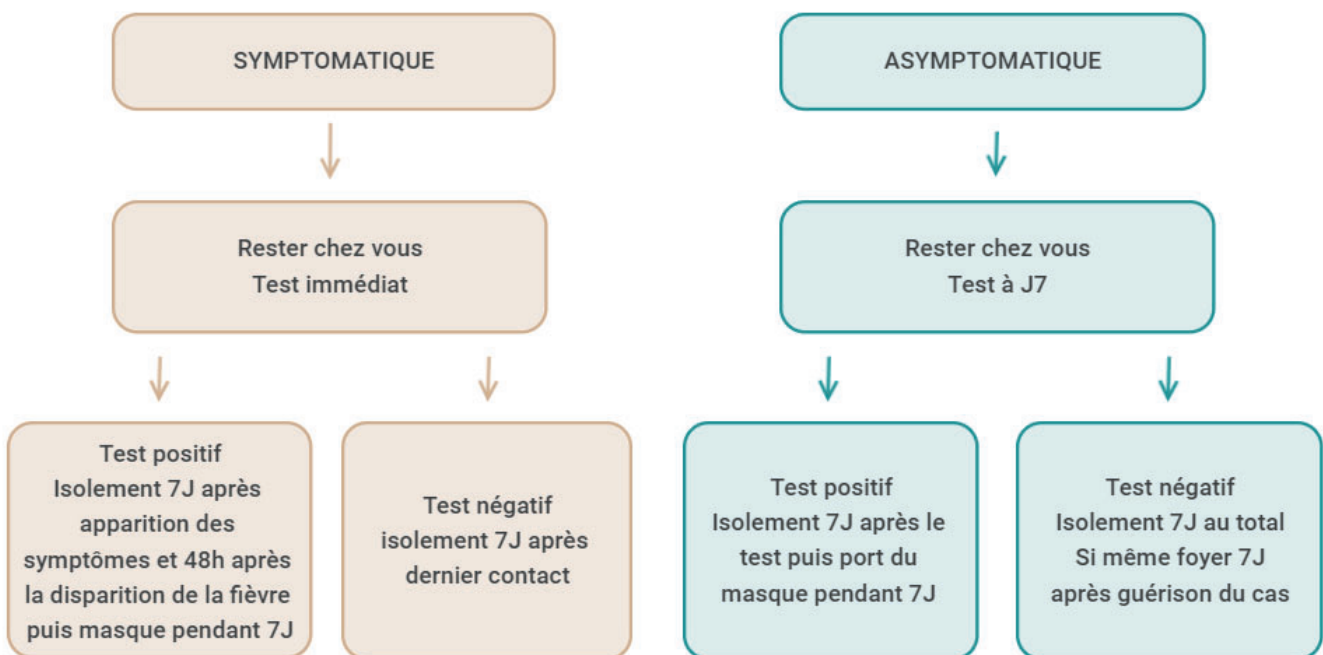 SYMPTOMATIQUE
ASYMPTOMATIQUE
Rester chez vous
Test immédiat
Rester chez vous
Test à J7
Test positif
Isolement 7J après
apparition des
symptômes et 48h après
la disparition de la fièvre
puis masque pendant 7J
Test négatif
isolement 7J après
dernier contact
Test positif
Isolement 7J après le
test puis port du
masque pendant 7J
Test négatif
Isolement 7J au total
Si même foyer 7J
après guérison du cas